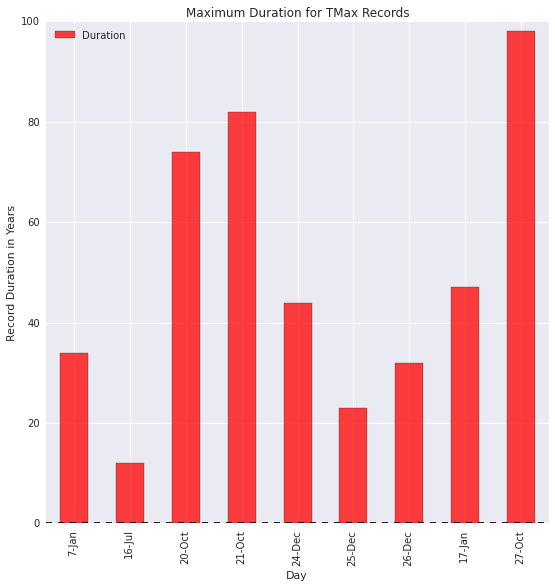 Maximum Duration for TMax Records
Duration
100
80
60
40
20
0
Record Duration in Years
7-Jan
16-Jul
20-Oct
21-Oct
24-Dec
25-Dec
26-Dec
17-Jan
27-Oct
Day